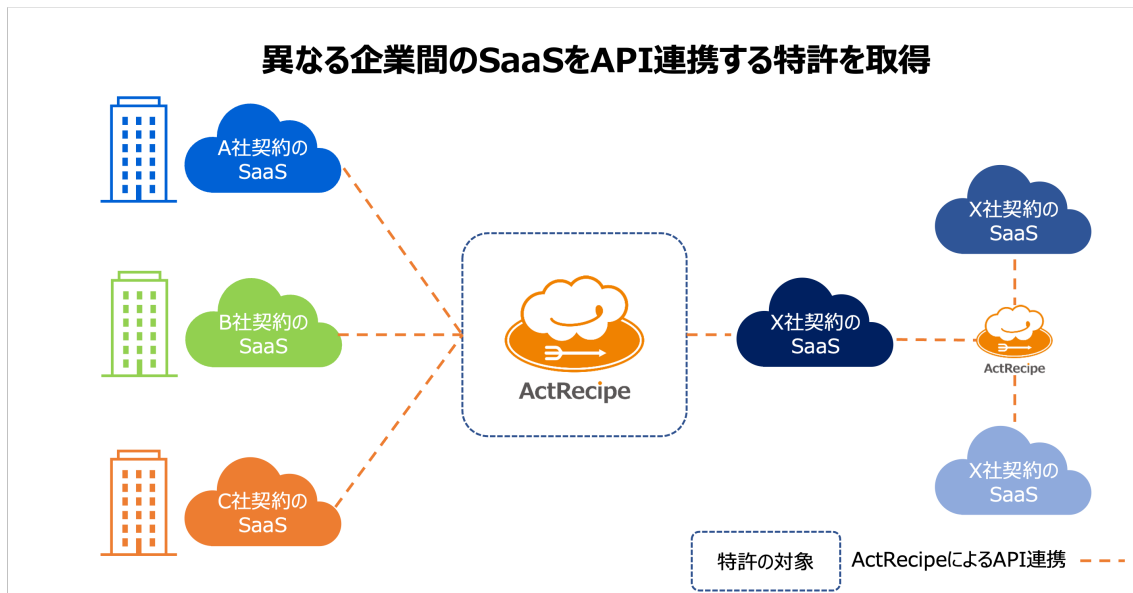 異なる企業間のSaaSをAPI連携する特許を取得
A社契約の
SaaS
B社契約の
SaaS
C社契約の
SaaS
ActRecipe
X社契約の
SaaS
X社契約の
SaaS
ActRecipe
X社契約の
SaaS
特許の対象
ActRecipeによるAPI連携